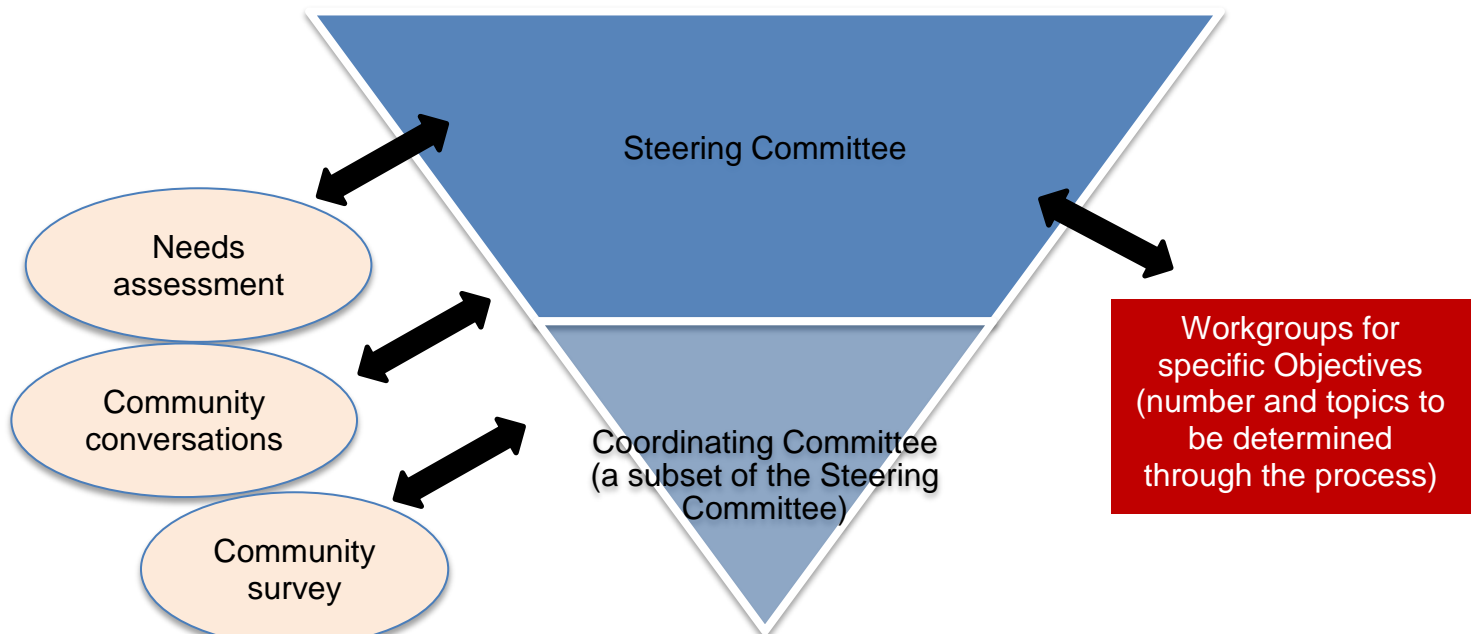 Steering Committee
Needs
assessment
Community
conversations
Community
survey
Coordinating Committee
(a subset of the Steering
Committee)
Workgroups for
specific Objectives
(number and topics to
be determined
through the process)